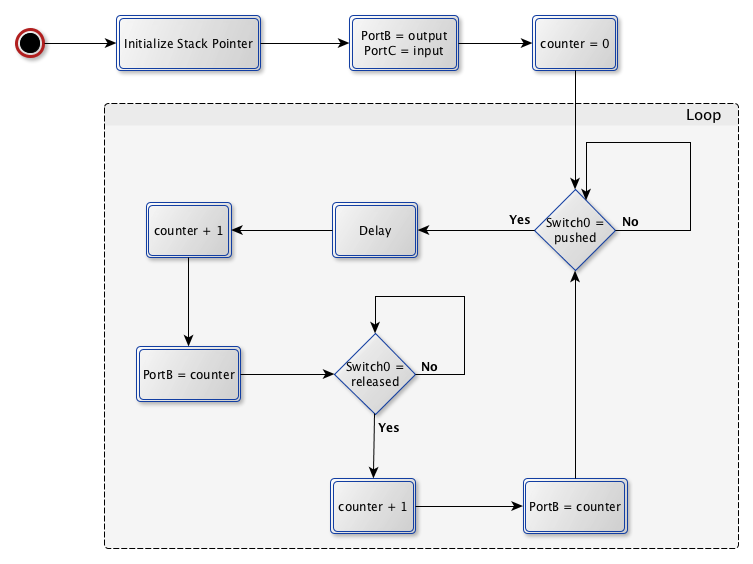 Initialize Stack Pointer
PortB = output
PortC = input
counter = 0
Loop
Switch0 =
pushed
No
Yes
Delay
counter + 1
PortB = counter
Switch0 =
released
No
Yes
counter + 1
PortB = counter